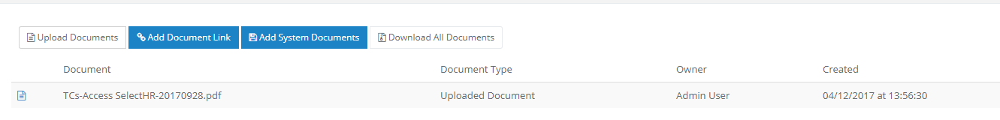 Upload Documents Add Document Link Add System Documents Download All Documents
Document Document Type Owner Created
TCs-Access SelectHR-20170928.pdf Uploaded Document Admin User 04/12/2017 at 13:56:30